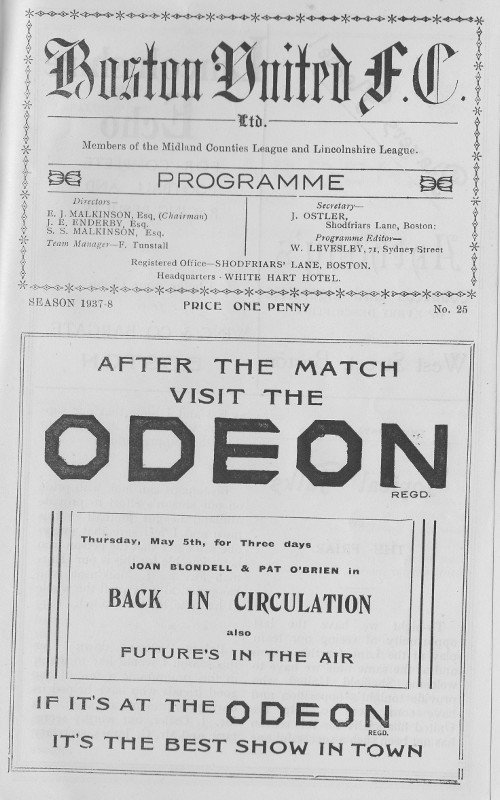 Boston United F.C.
Ltd.
Members of the Midland Counties League and Lincolnshire League.
PROGRAMME
Directors—
E. J. MALKINSON, Esq. (Chairman)
J. E. ENDERBY, Esq.
S. S. MALKINSON, Esq.
Team Manager—F. Tunstall
Secretary—
J. OSTLER,
Shodfriars Lane, Boston:
Programme Editor—
W. LEVESLEY, 71, Sydney Street
Registered Office—SHODFRIARS' LANE, BOSTON.
Headquarters - WHITE HART HOTEL.
SEASON 1937-8 PRICE ONE PENNY No. 25
AFTER THE MATCH
VISIT THE
ODEON
REGD.
Thursday, May 5th, for Three days
JOAN BLONDELL & PAT O'BRIEN in
BACK IN CIRCULATION
also
FUTURE'S IN THE AIR
IF IT'S AT THE ODEON
REGD.
IT'S THE BEST SHOW IN TOWN